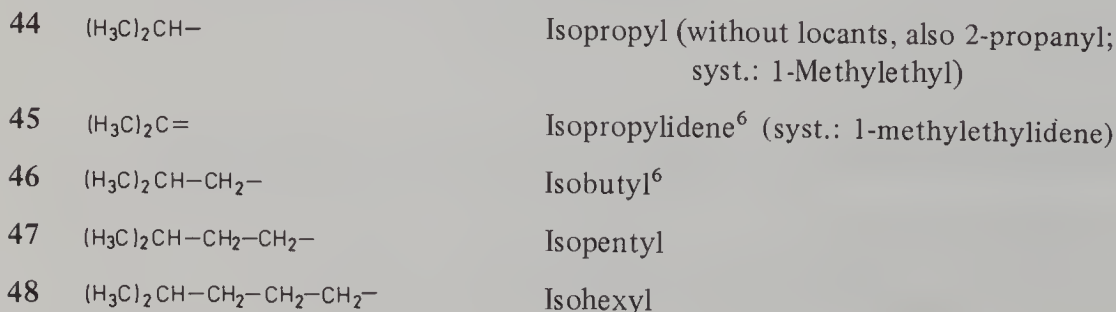 44 (H₃C)₂CH− Isopropyl (without locants, also 2-propanyl;
syst.: 1-Methylethyl)
45 (H₃C)₂C= Isopropylidene⁶ (syst.: 1-methylethylidene)
46 (H₃C)₂CH−CH₂− Isobutyl⁶
47 (H₃C)₂CH−CH₂−CH₂− Isopentyl
48 (H₃C)₂CH−CH₂−CH₂−CH₂− Isohexyl